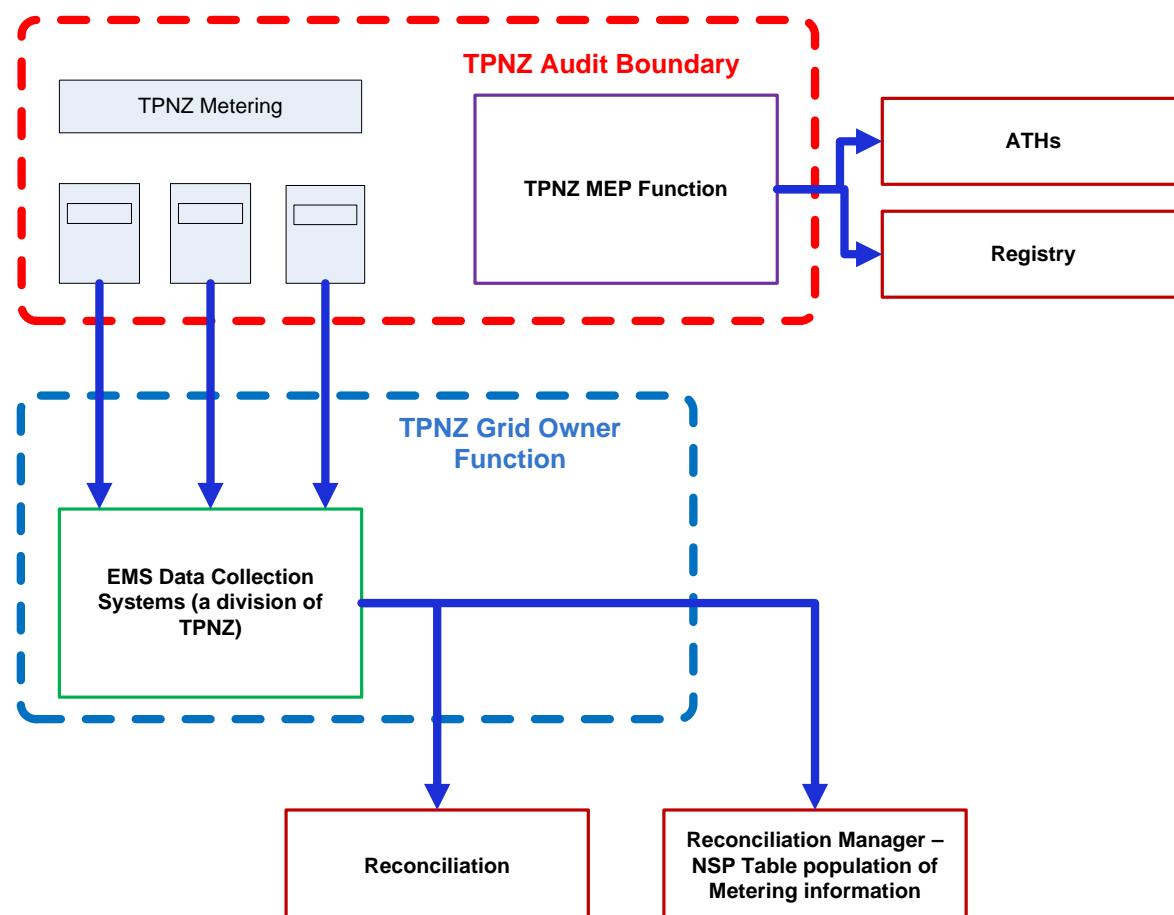 TPNZ Audit Boundary
TPNZ Metering
TPNZ MEP Function
ATHs
Registry
TPNZ Grid Owner
Function
EMS Data Collection
Systems (a division of
TPNZ)
Reconciliation
Reconciliation Manager –
NSP Table population of
Metering information